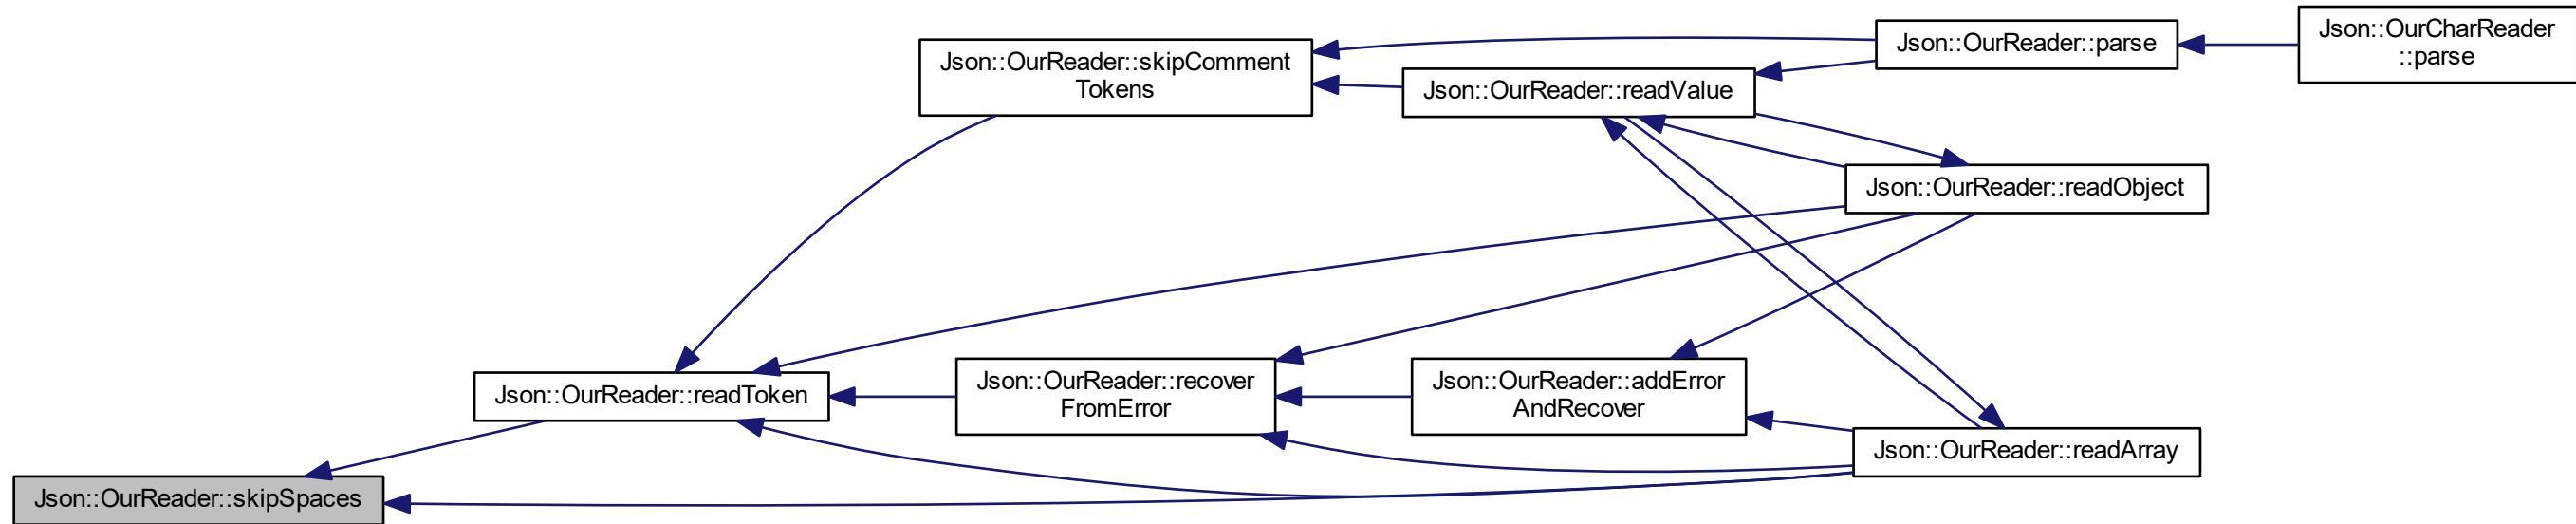 Json::OurCharReader
::parse
Json::OurReader::parse
Json::OurReader::skipComment
Tokens
Json::OurReader::readValue
Json::OurReader::readObject
Json::OurReader::recover
FromError
Json::OurReader::addError
AndRecover
Json::OurReader::readToken
Json::OurReader::readArray
Json::OurReader::skipSpaces